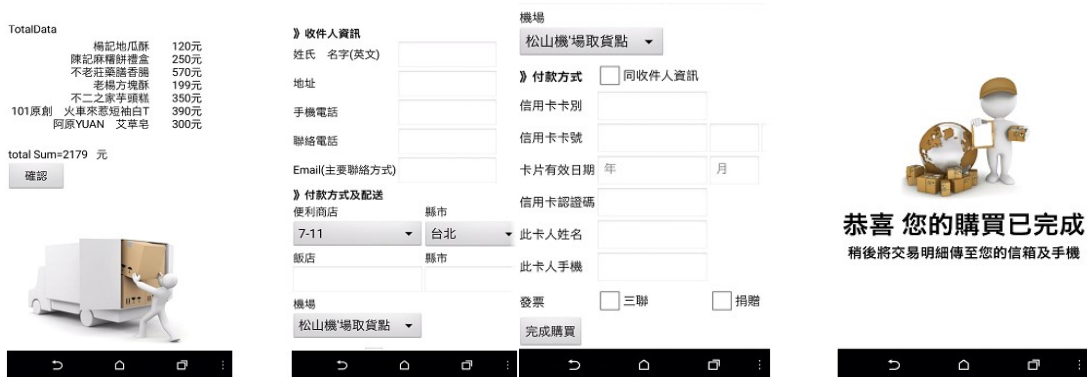 TotalData
楊記地瓜酥 120元
陳記麻糬餅禮盒 250元
不老莊藥膳香腸 570元
老楊方塊酥 199元
不二之家芋頭糕 350元
101原創 火車來惹短袖白T 390元
阿原YUAN 艾草皂 300元
total Sum=2179 元
確認
》收件人資訊
姓氏 名字(英文)
地址
手機電話
聯絡電話
Email(主要聯絡方式)
》付款方式及配送
便利商店 縣市
7-11 台北
飯店 縣市
機場
松山機'場取貨點
機場
松山機'場取貨點
》付款方式 同收件人資訊
信用卡卡別
信用卡卡號
卡片有效日期 年 月
信用卡認證碼
此卡人姓名
此卡人手機
發票 三聯 捐贈
完成購買
恭喜 您的購買已完成
稍後將交易明細傳至您的信箱及手機